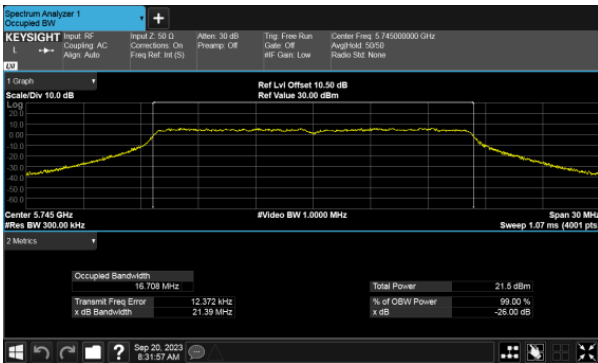 Spectrum Analyzer 1
Occupied BW
KEYSIGHT
L
LXI
Input: RF
Coupling: AC
Align: Auto
Input Z: 50 Ω
Corrections: On
Freq Ref: Int (S)
Atten: 30 dB
Preamp: Off
Trig: Free Run
Gate: Off
#IF Gain: Low
Center Freq: 5.745000000 GHz
Avg|Hold: 50/50
Radio Std: None
1 Graph
Scale/Div 10.0 dB
Ref Lvl Offset 10.50 dB
Ref Value 30.00 dBm
Log
20.0
10.0
0.00
-10.0
-20.0
-30.0
-40.0
-50.0
-60.0
Center 5.745 GHz
#Res BW 300.00 kHz
#Video BW 1.0000 MHz
Span 30 MHz
Sweep 1.07 ms (4001 pts
2 Metrics
Occupied Bandwidth
16.708 MHz
Transmit Freq Error 12.372 kHz
x dB Bandwidth 21.39 MHz
Total Power 21.5 dBm
% of OBW Power 99.00 %
x dB -26.00 dB
Sep 20, 2023
8:31:57 AM